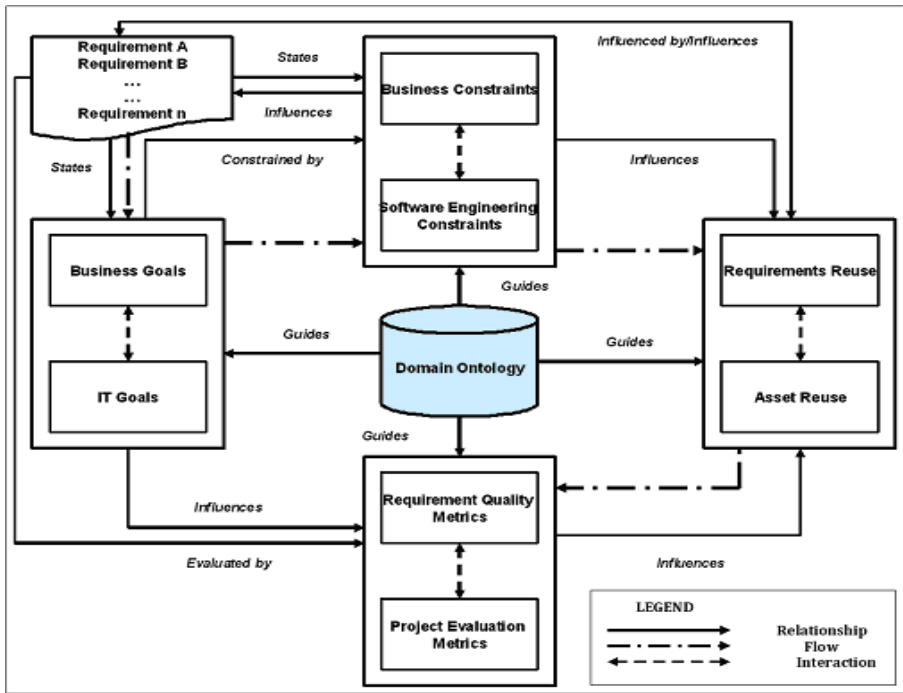 Requirement A
Requirement B
...
...
Requirement n
States
Influences
Constrained by
States
Influenced by/Influences
Business Constraints
Software Engineering
Constraints
Influences
Business Goals
IT Goals
Guides
Guides
Domain Ontology
Guides
Guides
Requirements Reuse
Asset Reuse
Requirement Quality
Metrics
Project Evaluation
Metrics
Influences
Evaluated by
Influences
LEGEND
Relationship
Flow
Interaction